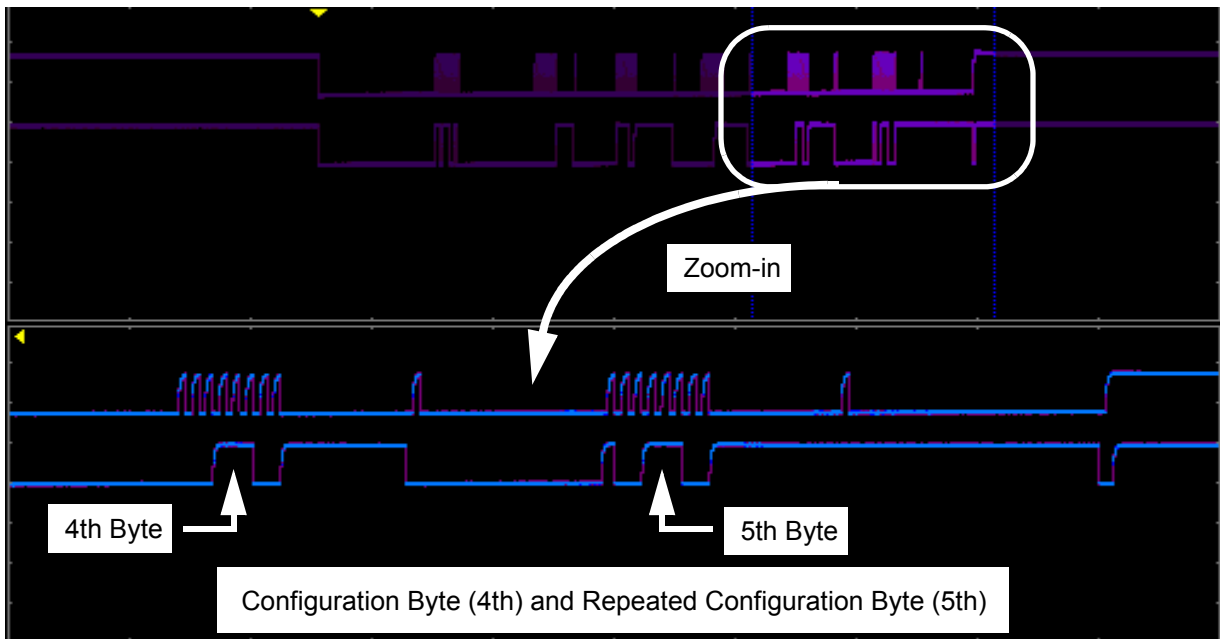 Zoom-in
4th Byte
5th Byte
Configuration Byte (4th) and Repeated Configuration Byte (5th)